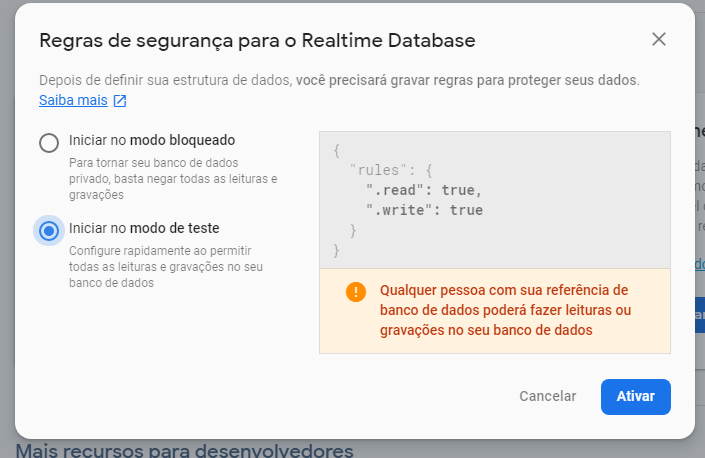 Regras de segurança para o Realtime Database
Depois de definir sua estrutura de dados, você precisará gravar regras para proteger seus dados.
Saiba mais
Iniciar no modo bloqueado
Para tornar seu banco de dados
privado, basta negar todas as leituras e
gravações
Iniciar no modo de teste
Configure rapidamente ao permitir
todas as leituras e gravações no seu
banco de dados
{
"rules": {
".read": true,
".write": true
}
}
Qualquer pessoa com sua referência de
banco de dados poderá fazer leituras ou
gravações no seu banco de dados
Cancelar
Ativar
Mais recursos para desenvolvedores